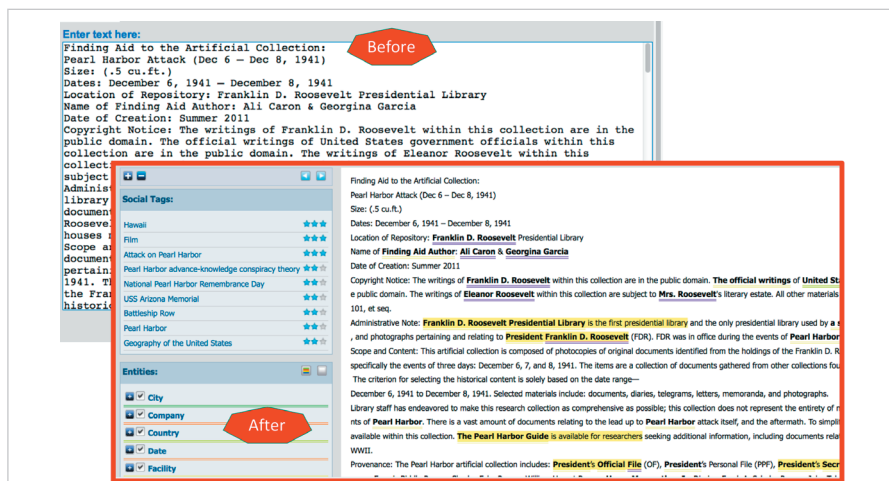 Enter text here:
Before
Finding Aid to the Artificial Collection:
Pearl Harbor Attack (Dec 6 – Dec 8, 1941)
Size: (.5 cu.ft.)
Dates: December 6, 1941 – December 8, 1941
Location of Repository: Franklin D. Roosevelt Presidential Library
Name of Finding Aid Author: Ali Caron & Georgina Garcia
Date of Creation: Summer 2011
Copyright Notice: The writings of Franklin D. Roosevelt within this collection are in the
public domain. The official writings of United States government officials within this
collection are in the public domain. The writings of Eleanor Roosevelt within this
collect
subject
Administ
library
document
Roosevel
houses
Scope a
document
pertain
1941. T
the Fra
histori
Social Tags:
Hawaii
Film
Attack on Pearl Harbor
Pearl Harbor advance-knowledge conspiracy theory
National Pearl Harbor Remembrance Day
USS Arizona Memorial
Battleship Row
Pearl Harbor
Geography of the United States
Entities:
City
Company
Country
Date
Facility
After
Finding Aid to the Artificial Collection:
Pearl Harbor Attack (Dec 6 – Dec 8, 1941)
Size: (.5 cu.ft.)
Dates: December 6, 1941 – December 8, 1941
Location of Repository: Franklin D. Roosevelt Presidential Library
Name of Finding Aid Author: Ali Caron & Georgina Garcia
Date of Creation: Summer 2011
Copyright Notice: The writings of Franklin D. Roosevelt within this collection are in the public domain. The official writings of United Sta
e public domain. The writings of Eleanor Roosevelt within this collection are subject to Mrs. Roosevelt's literary estate. All other materials
101, et seq.
Administrative Note: Franklin D. Roosevelt Presidential Library is the first presidential library and the only presidential library used by a s
, and photographs pertaining and relating to President Franklin D. Roosevelt (FDR). FDR was in office during the events of Pearl Harbor
Scope and Content: This artificial collection is composed of photocopies of original documents identified from the holdings of the Franklin D. R
specifically the events of three days: December 6, 7, and 8, 1941. The items are a collection of documents gathered from other collections fou
The criterion for selecting the historical content is solely based on the date range—
December 6, 1941 to December 8, 1941. Selected materials include: documents, diaries, telegrams, letters, memoranda, and photographs.
Library staff has endeavored to make this research collection as comprehensive as possible; this collection does not represent the entirety of
nts of Pearl Harbor. There is a vast amount of documents relating to the lead up to Pearl Harbor attack itself, and the aftermath. To simpli
available within this collection. The Pearl Harbor Guide is available for researchers seeking additional information, including documents rela
WWII.
Provenance: The Pearl Harbor artificial collection includes: President's Official File (OF), President's Personal File (PPF), President's Secr